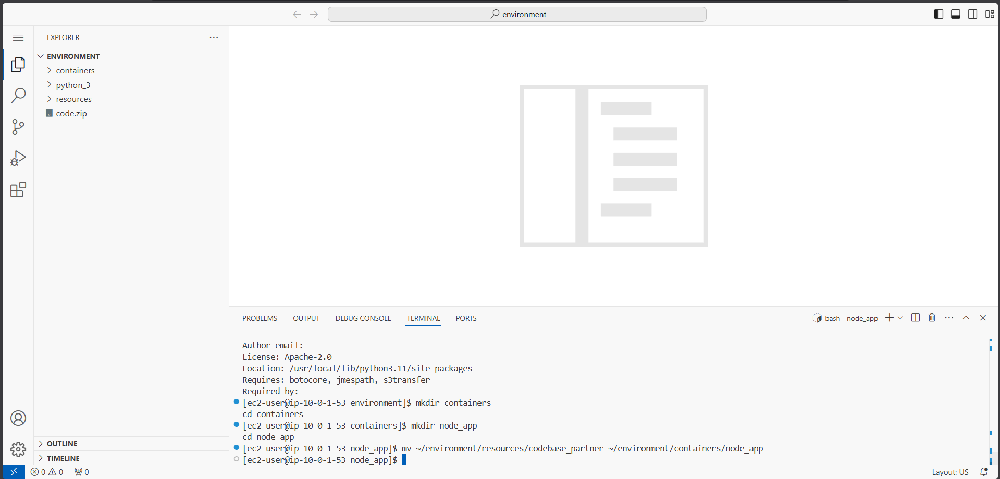 environment
EXPLORER
ENVIRONMENT
containers
python_3
resources
code.zip
PROBLEMS OUTPUT DEBUG CONSOLE TERMINAL PORTS
bash - node_app
Author-email:
License: Apache-2.0
Location: /usr/local/lib/python3.11/site-packages
Requires: botocore, jmespath, s3transfer
Required-by:
[ec2-user@ip-10-0-1-53 environment]$ mkdir containers
cd containers
[ec2-user@ip-10-0-1-53 containers]$ mkdir node_app
cd node_app
[ec2-user@ip-10-0-1-53 node_app]$ mv ~/environment/resources/codebase_partner ~/environment/containers/node_app
[ec2-user@ip-10-0-1-53 node_app]$
OUTLINE
TIMELINE
0 0 0
Layout: US